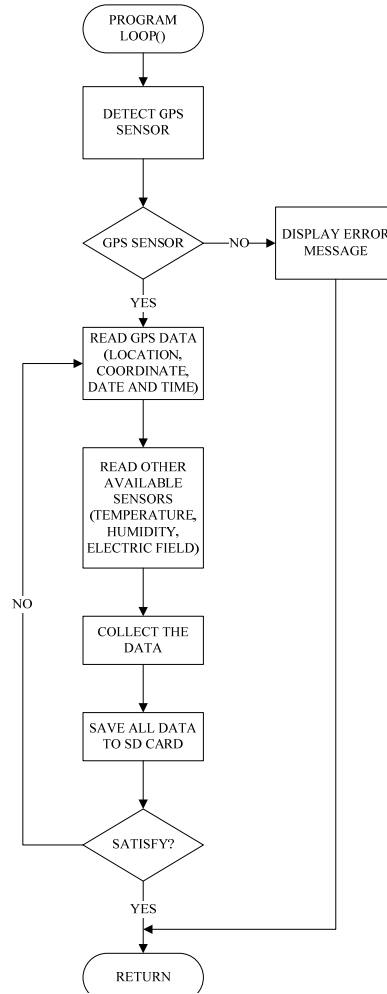 PROGRAM
LOOP()
DETECT GPS
SENSOR
GPS SENSOR
NO
DISPLAY ERROR
MESSAGE
YES
READ GPS DATA
(LOCATION,
COORDINATE,
DATE AND TIME)
READ OTHER
AVAILABLE
SENSORS
(TEMPERATURE,
HUMIDITY,
ELECTRIC FIELD)
NO
COLLECT THE
DATA
SAVE ALL DATA
TO SD CARD
SATISFY?
YES
RETURN